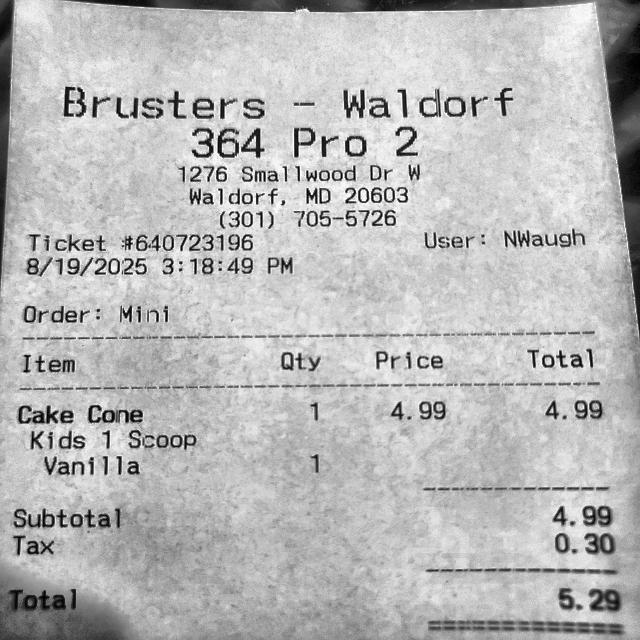 Brusters - Waldorf
364 Pro 2
1276 Smallwood Dr W
Waldorf, MD 20603
(301) 705-5726
Ticket #640723196 User: NWaugh
8/19/2025 3:18:49 PM
Order: Mini
Item Qty Price Total
Cake Cone 1 4.99 4.99
Kids 1 Scoop
Vanilla 1
Subtotal 4.99
Tax 0.30
Total 5.29